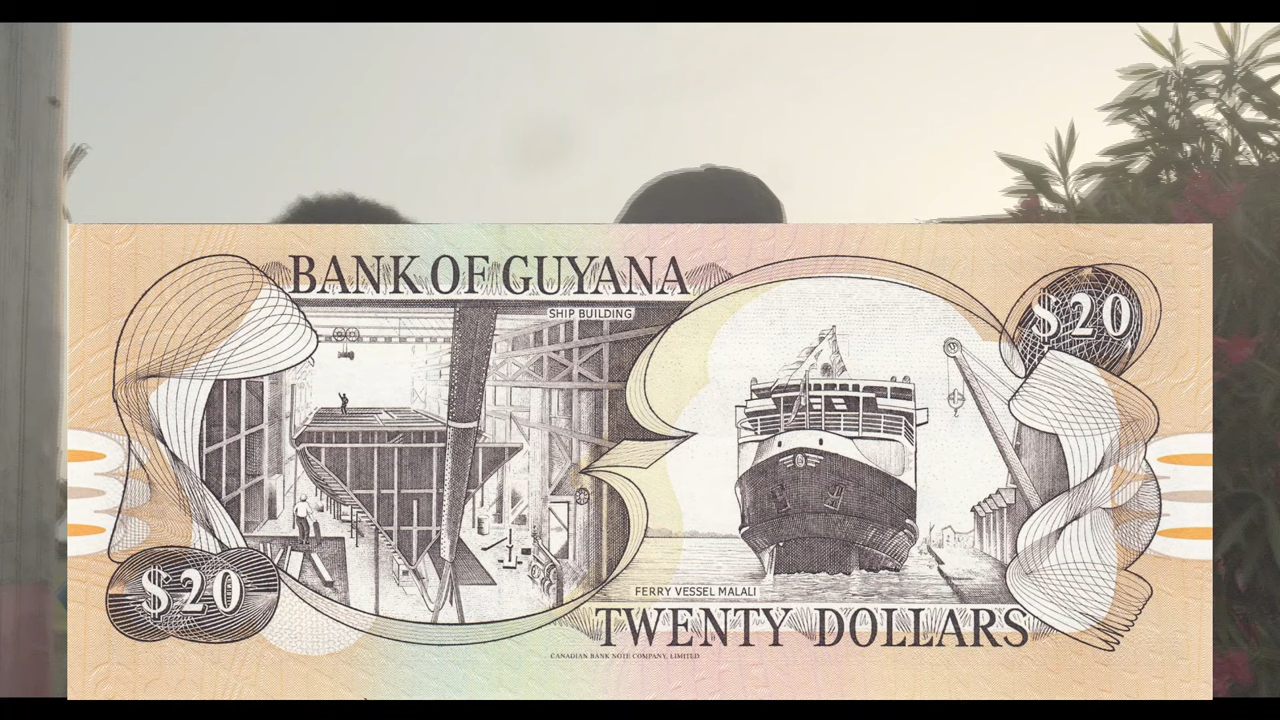 BANK OF GUYANA
SHIP BUILDING
$20
$20
FERRY VESSEL MALALI
TWENTY DOLLARS
CANADIAN BANK NOTE COMPANY, LIMITED